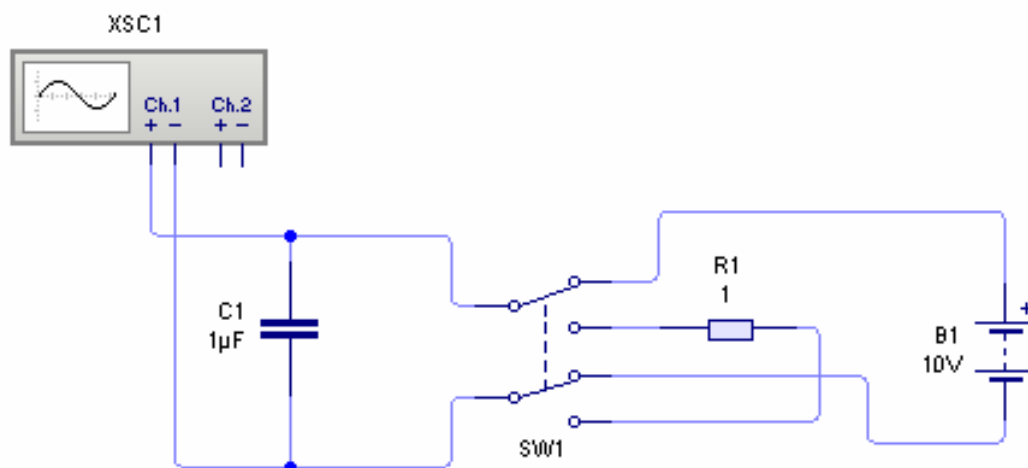 XSC1
Ch.1 Ch.2
+ − + −
R1
1
C1
1µF
+
B1
10V
SW1